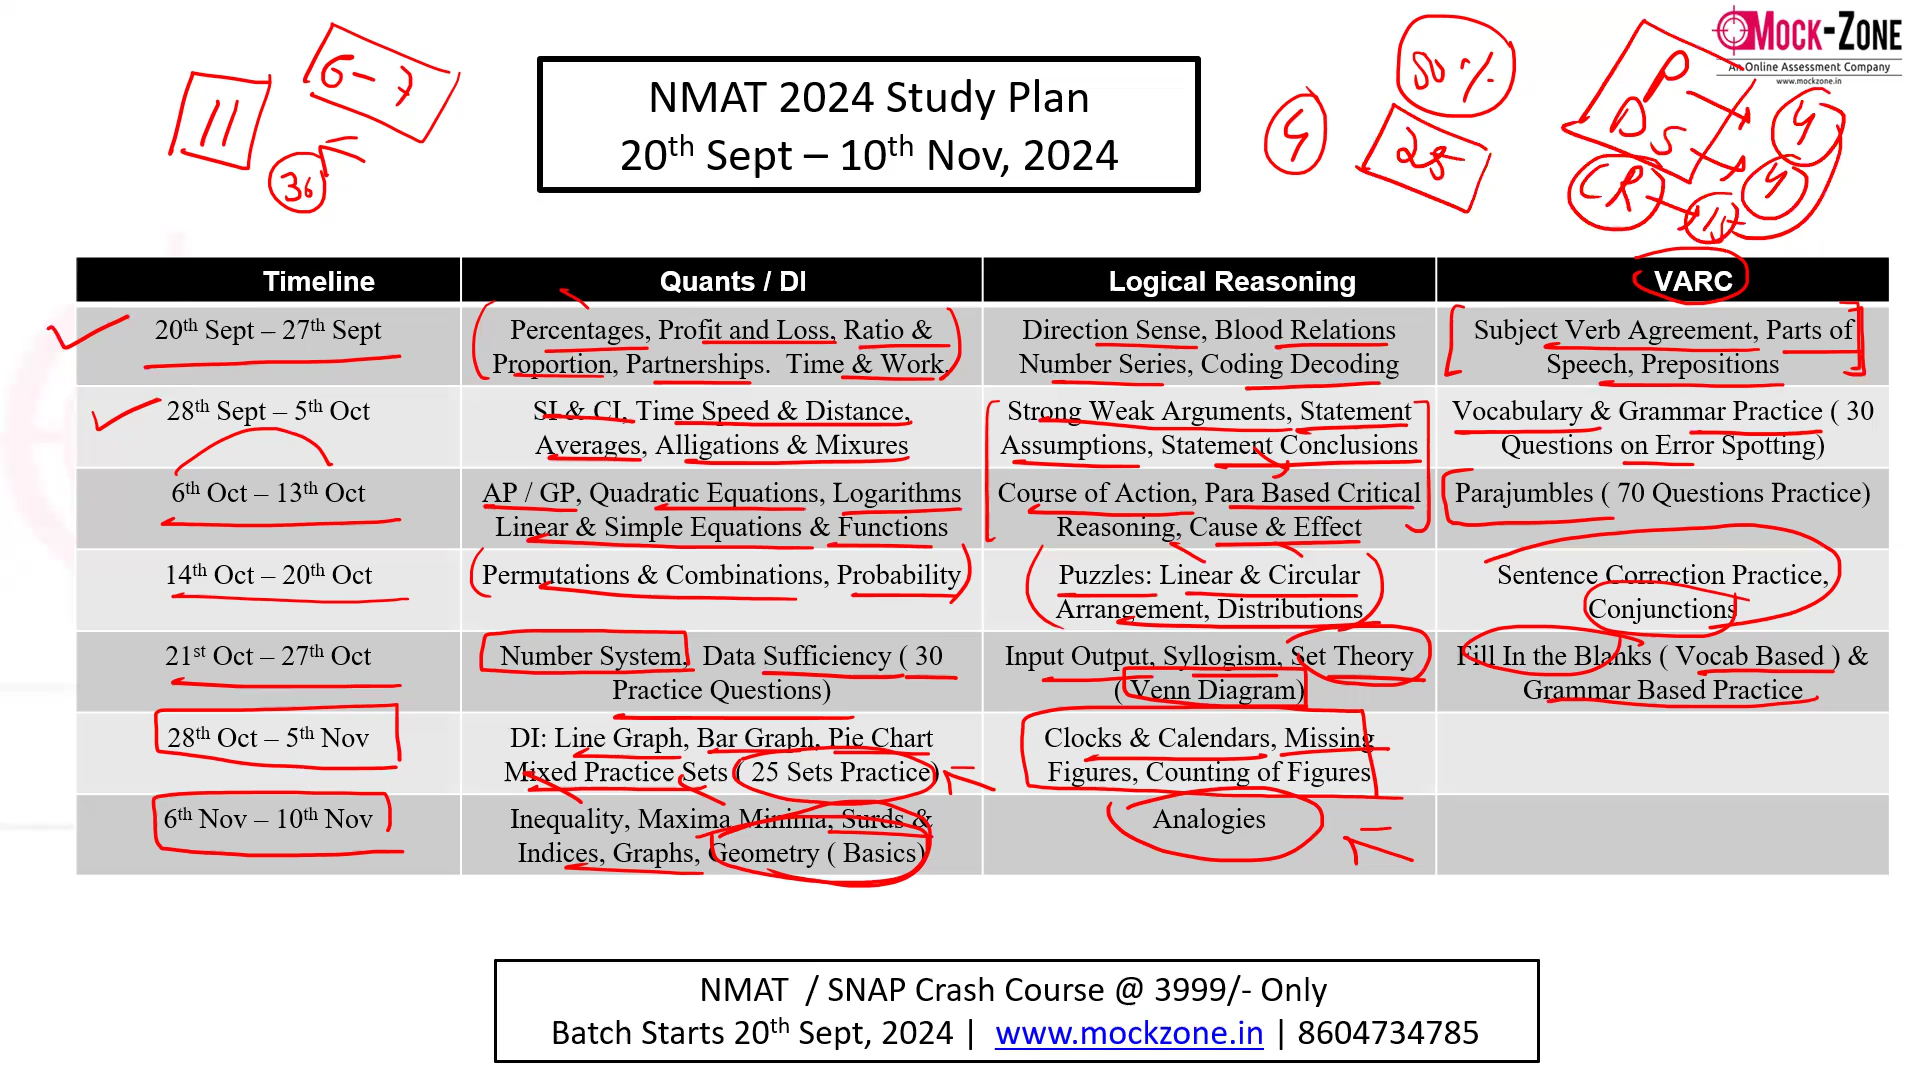 MOCK-ZONE
An Online Assessment Company
www.mockzone.in
11
6-7
36
NMAT 2024 Study Plan
20th Sept – 10th Nov, 2024
80%
25
P
DS
CR
Timeline
Quants / DI
Logical Reasoning
VARC
20th Sept – 27th Sept
Percentages, Profit and Loss, Ratio &
Proportion, Partnerships. Time & Work.
Direction Sense, Blood Relations
Number Series, Coding Decoding
Subject Verb Agreement, Parts of
Speech, Prepositions
28th Sept – 5th Oct
SI & CI, Time Speed & Distance,
Averages, Alligations & Mixures
Strong Weak Arguments, Statement
Assumptions, Statement Conclusions
Vocabulary & Grammar Practice ( 30
Questions on Error Spotting)
6th Oct – 13th Oct
AP / GP, Quadratic Equations, Logarithms
Linear & Simple Equations & Functions
Course of Action, Para Based Critical
Reasoning, Cause & Effect
Parajumbles ( 70 Questions Practice)
14th Oct – 20th Oct
Permutations & Combinations, Probability
Puzzles: Linear & Circular
Arrangement, Distributions
Sentence Correction Practice,
Conjunctions
21st Oct – 27th Oct
Number System, Data Sufficiency ( 30
Practice Questions)
Input Output, Syllogism, Set Theory
( Venn Diagram)
Fill In the Blanks ( Vocab Based ) &
Grammar Based Practice
28th Oct – 5th Nov
DI: Line Graph, Bar Graph, Pie Chart
Mixed Practice Sets ( 25 Sets Practice)
Clocks & Calendars, Missing
Figures, Counting of Figures
6th Nov – 10th Nov
Inequality, Maxima Minima, Surds &
Indices, Graphs, Geometry ( Basics)
Analogies
NMAT / SNAP Crash Course @ 3999/- Only
Batch Starts 20th Sept, 2024 | www.mockzone.in | 8604734785